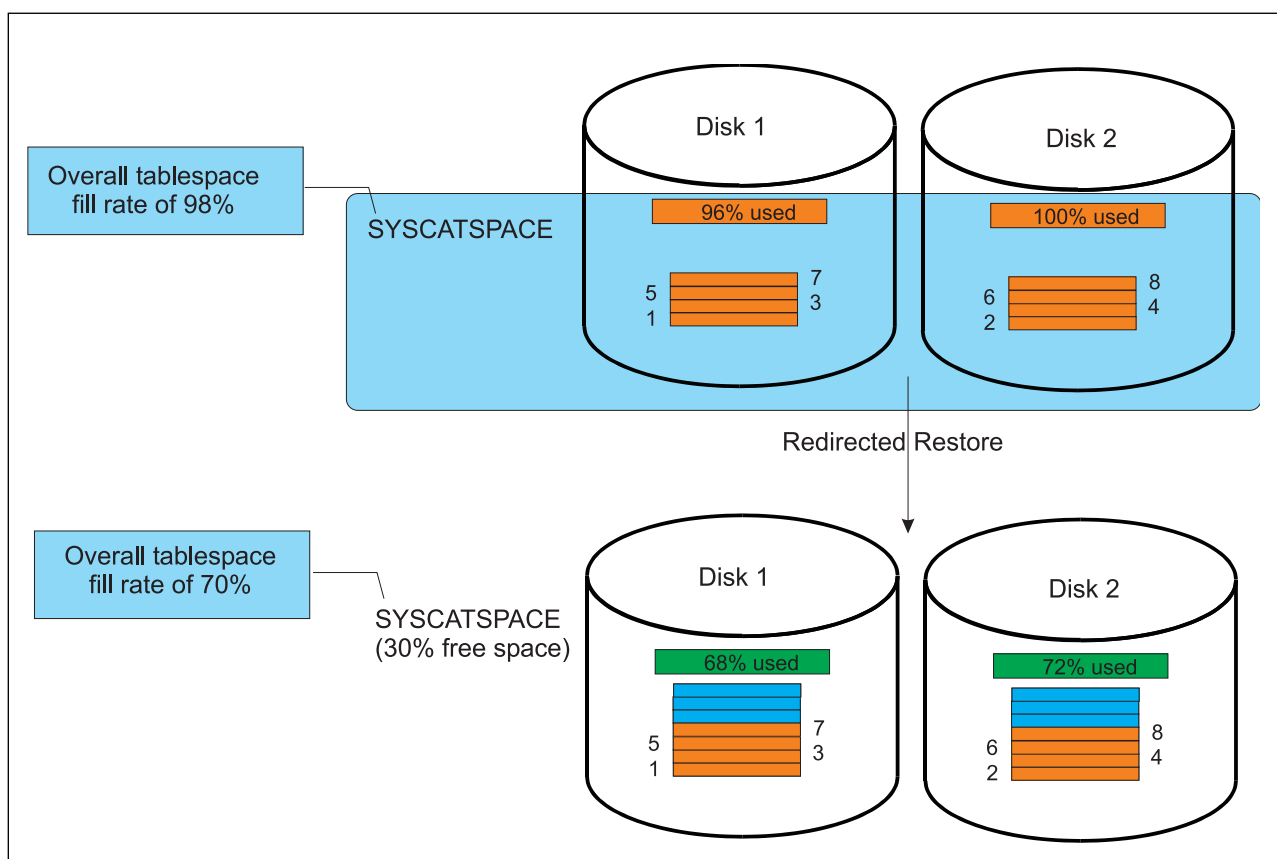 Disk 1
Disk 2
Overall tablespace
fill rate of 98%
SYSCATSPACE
96% used
100% used
7
5
3
1
8
6
4
2
Redirected Restore
Overall tablespace
fill rate of 70%
SYSCATSPACE
(30% free space)
Disk 1
Disk 2
68% used
72% used
7
5
3
1
8
6
4
2